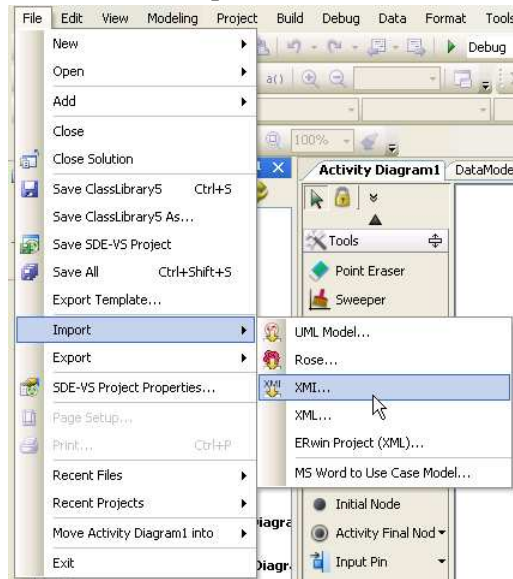 File Edit View Modeling Project Build Debug Data Format Tools
New
Debug
Open
a()
Add
Close
100%
Close Solution
Activity Diagram1 DataMode
Save ClassLibrary5 Ctrl+S
Save ClassLibrary5 As...
Save SDE-VS Project
Tools
Save All Ctrl+Shift+S
Point Eraser
Export Template...
Sweeper
Import
UML Model...
Export
Rose...
SDE-VS Project Properties...
XMI XMI...
Page Setup...
XML...
Print... Ctrl+P
ERwin Project (XML)...
Recent Files
MS Word to Use Case Model...
Recent Projects
Initial Node
Move Activity Diagram1 into
iagra
Activity Final Nod
Exit
Diagr
Input Pin